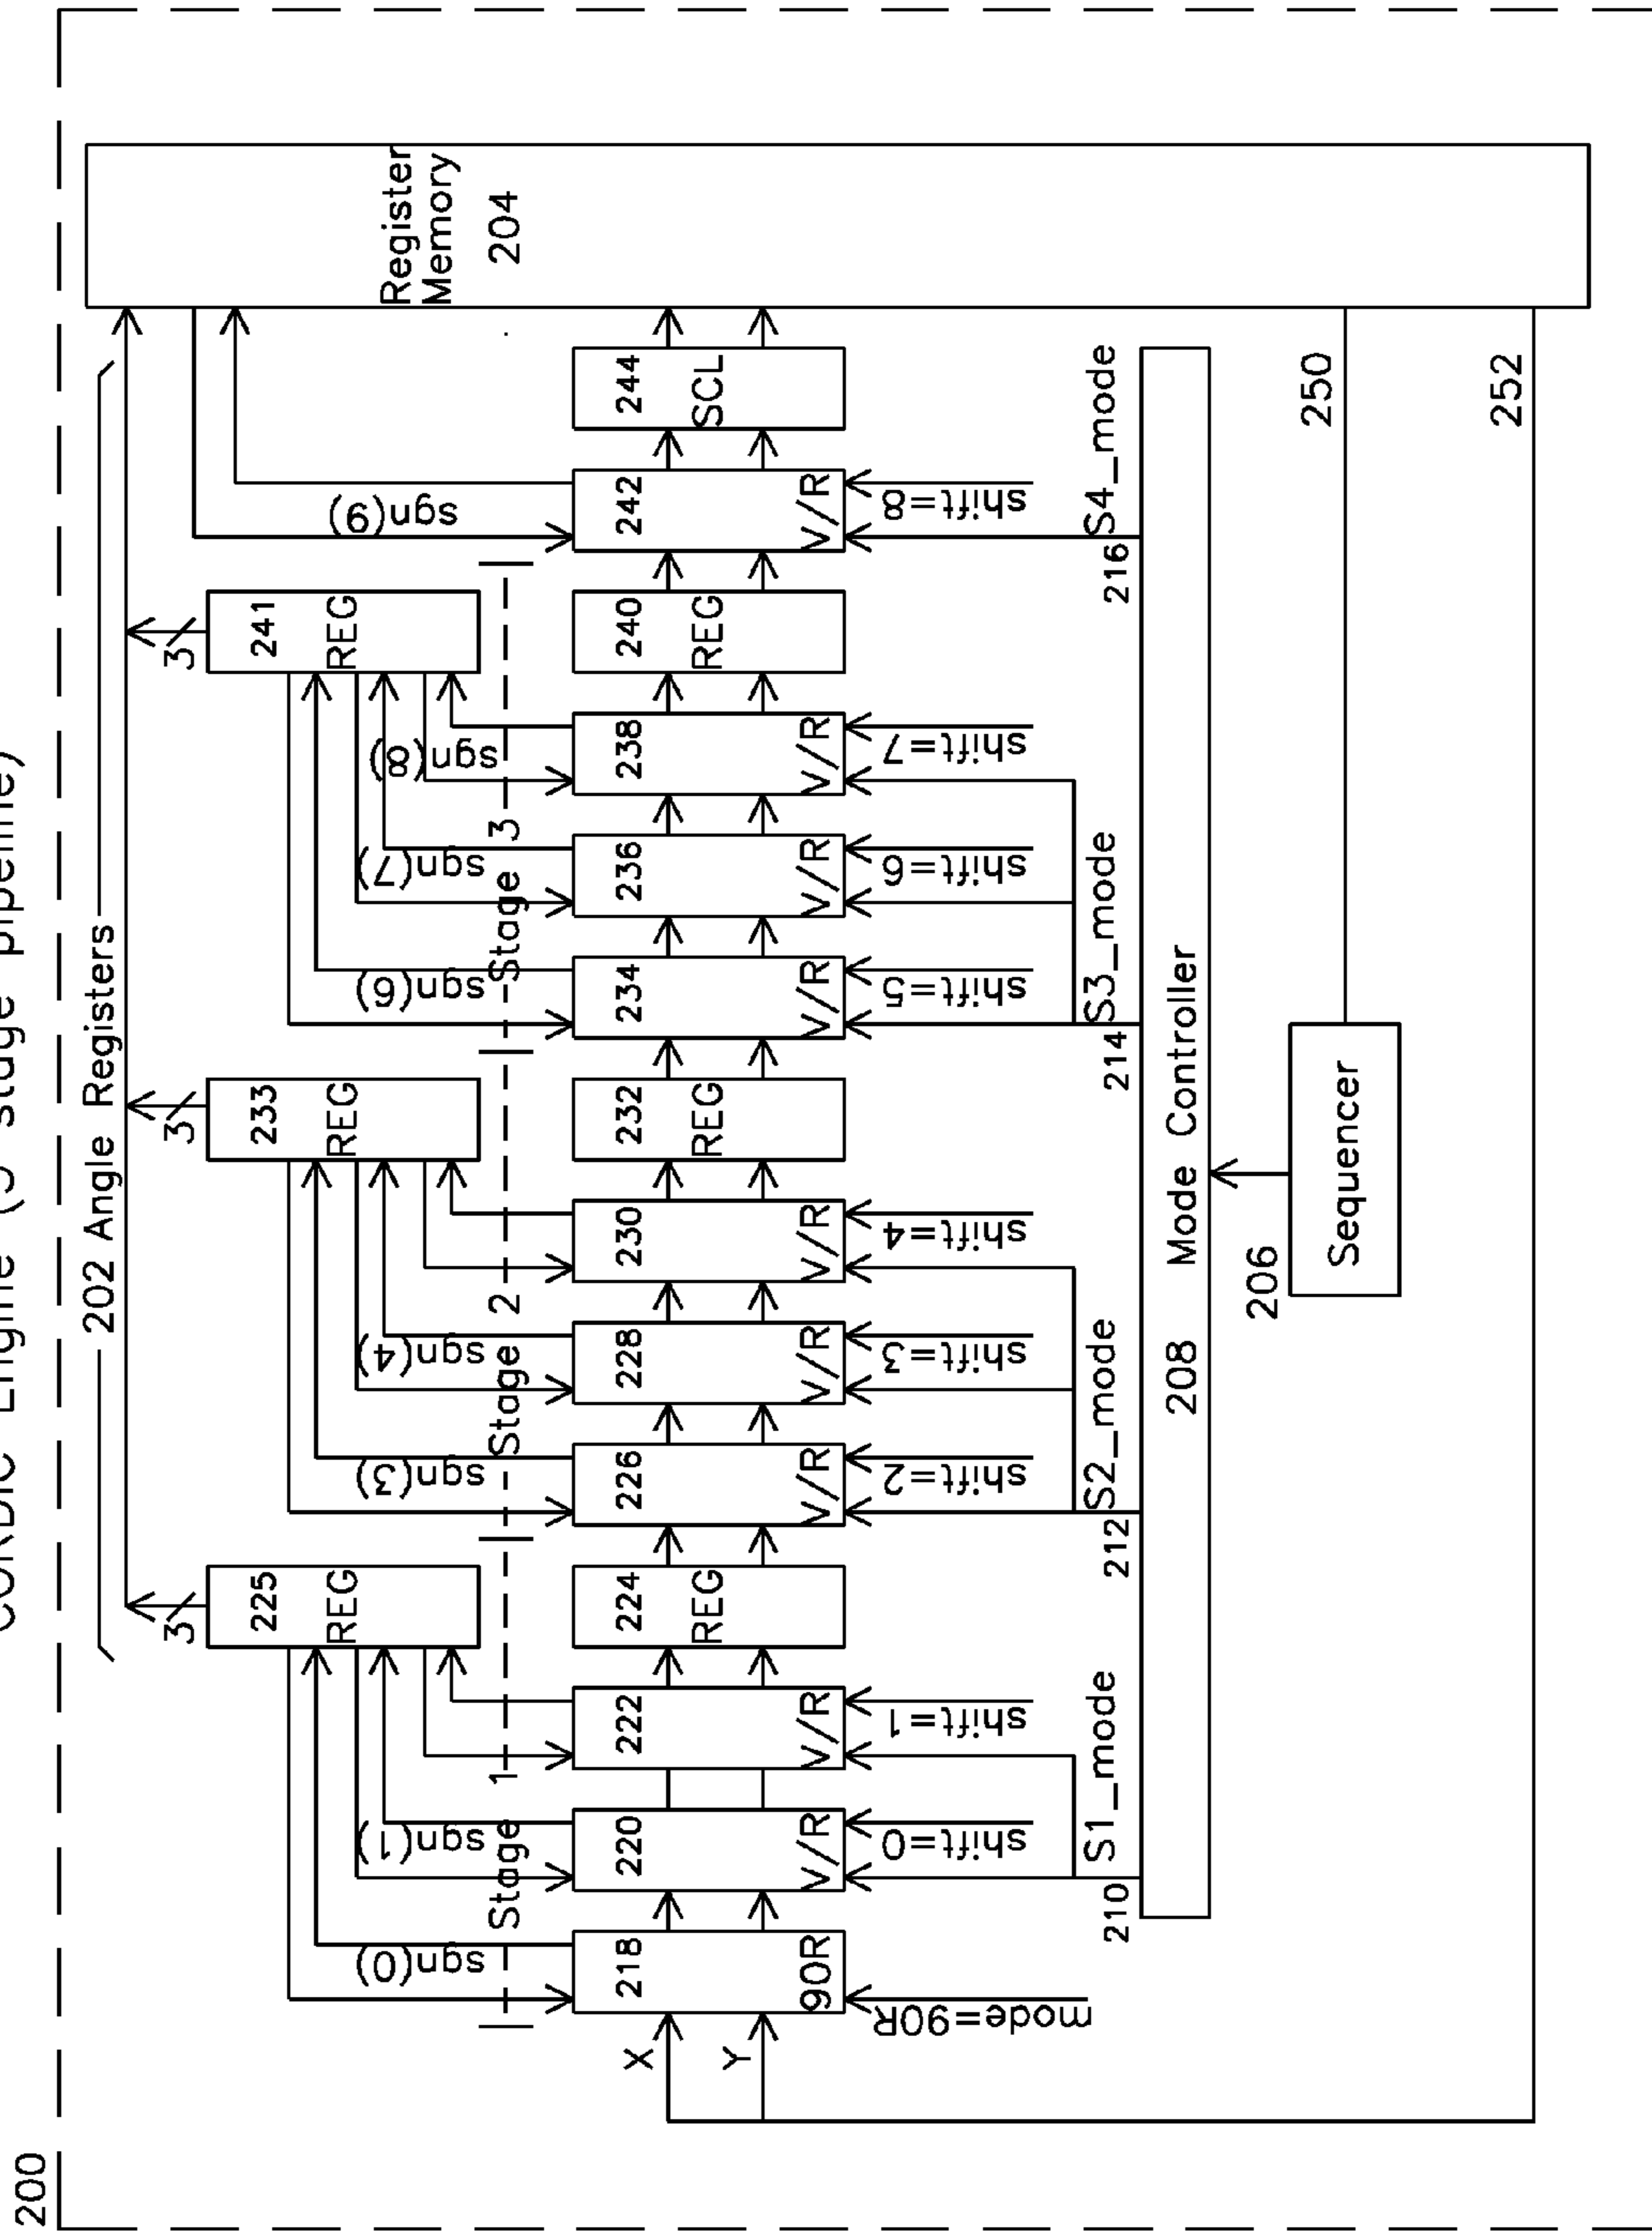 200
CORDIC Engine ( stage pipeline)
202 Angle Registers
3
3
3
225
REG
233
REG
241
REG
sgn(0)
sgn(1)
sgn(3)
sgn(4)
sgn(6)
sgn(7)
sgn(8)
sgn(9)
Register
Memory
204
Stage 1
Stage 2
Stage 3
X
Y
218
90R
220
V/R
222
V/R
224
REG
226
V/R
228
V/R
230
V/R
232
REG
234
V/R
236
V/R
238
V/R
240
REG
242
V/R
244
SCL
mode=90R
shift=0
shift=1
shift=2
shift=3
shift=4
shift=5
shift=6
shift=7
shift=8
210
S1_mode
212
S2_mode
214
S3_mode
216
S4_mode
208 Mode Controller
206
Sequencer
250
252